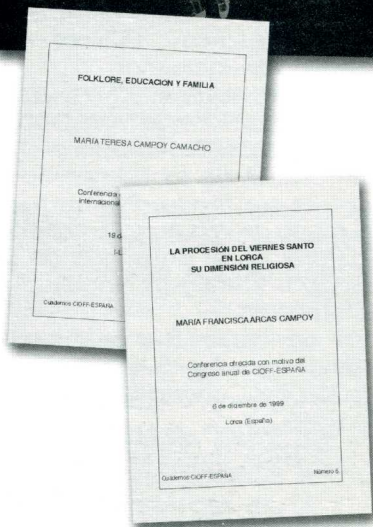 FOLKLORE, EDUCACION Y FAMILIA
MARÍA TERESA CAMPOY CAMACHO
Conferencia
internacional
Cuadernos CIOFF-ESPAÑA
LA PROCESIÓN DEL VIERNES SANTO
EN LORCA
SU DIMENSIÓN RELIGIOSA
MARÍA FRANCISCA ARCAS CAMPOY
Conferencia ofrecida con motivo del
Congreso anual de CIOFF-ESPAÑA
6 de diciembre de 1999
Lorca (España)
Cuadernos CIOFF-ESPAÑA Número 5